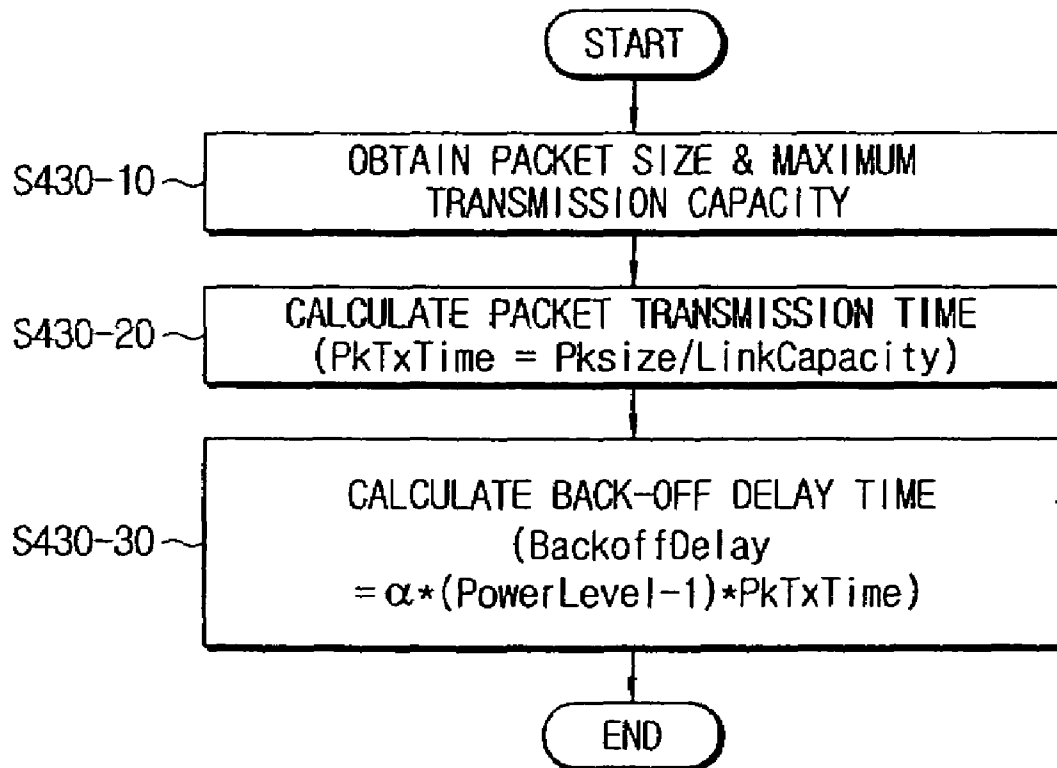 START
S430-10
OBTAIN PACKET SIZE & MAXIMUM
TRANSMISSION CAPACITY
S430-20
CALCULATE PACKET TRANSMISSION TIME
(PkTxTime = Pksize/LinkCapacity)
S430-30
CALCULATE BACK-OFF DELAY TIME
(BackoffDelay
=α*(PowerLevel-1)*PkTxTime)
END